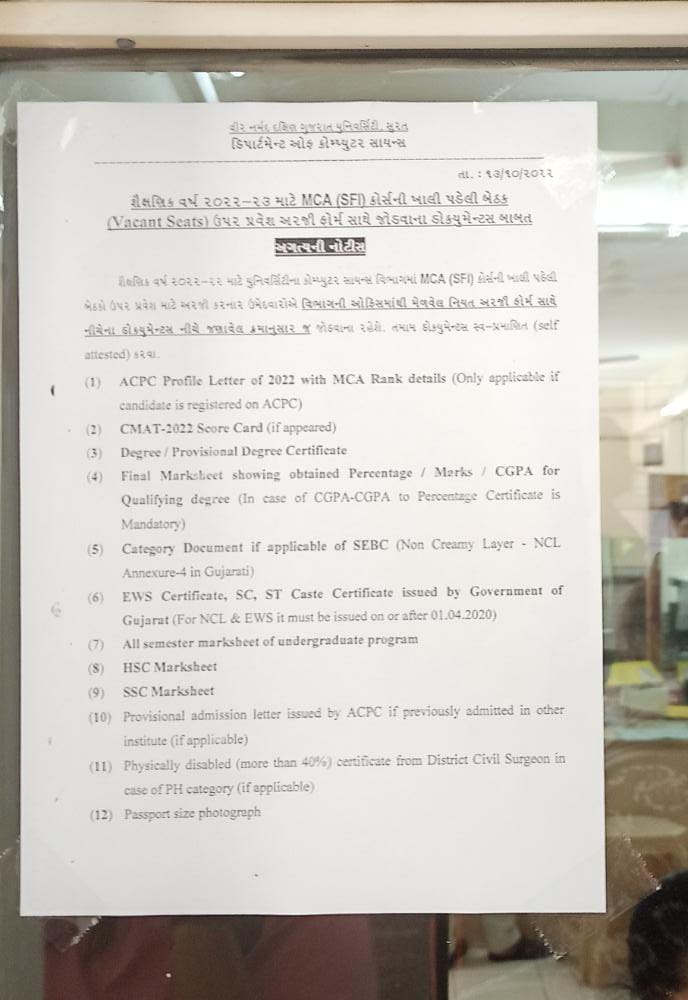 વીર નર્મદ દક્ષિણ ગુજરાત યુનિવર્સિટી, સુરત
ડિપાર્ટમેન્ટ ઓફ કોમ્પ્યુટર સાયન્સ
તા. : ૧૩/૧૦/૨૦૨૨
શૈક્ષણિક વર્ષ ૨૦૨૨-૨૩ માટે MCA (SFI) કોર્સની ખાલી પડેલી બેઠક
(Vacant Seats) ઉપર પ્રવેશ અરજી ફોર્મ સાથે જોડવાના ડોકયુમેન્ટસ બાબત
અગત્યની નોટીસ
શૈક્ષણિક વર્ષ ૨૦૨૨-૨૨ માટે યુનિવર્સિટીના કોમ્પ્યુટર સાયન્સ વિભાગમાં MCA (SFI) કોર્સની ખાલી પડેલી
બેઠકો ઉપર પ્રવેશ માટે અરજી કરનાર ઉમેદવારોએ વિભાગની ઓફિસમાંથી મેળવેલ નિયત અરજી ફોર્મ સાથે
નીચેના ડોકયુમેન્ટસ નીચે જણાવેલ ક્રમાનુસાર જ જોડવાના રહેશે. તમામ ડોકયુમેન્ટસ સ્વ-પ્રમાણિત (self
attested) કરવા.
(1) ACPC Profile Letter of 2022 with MCA Rank details (Only applicable if
candidate is registered on ACPC)
(2) CMAT-2022 Score Card (if appeared)
(3) Degree / Provisional Degree Certificate
(4) Final Marksheet showing obtained Percentage / Marks / CGPA for
Qualifying degree (In case of CGPA-CGPA to Percentage Certificate is
Mandatory)
(5) Category Document if applicable of SEBC (Non Creamy Layer - NCL
Annexure-4 in Gujarati)
(6) EWS Certificate, SC, ST Caste Certificate issued by Government of
Gujarat (For NCL & EWS it must be issued on or after 01.04.2020)
(7) All semester marksheet of undergraduate program
(8) HSC Marksheet
(9) SSC Marksheet
(10) Provisional admission letter issued by ACPC if previously admitted in other
institute (if applicable)
(11) Physically disabled (more than 40%) certificate from District Civil Surgeon in
case of PH category (if applicable)
(12) Passport size photograph